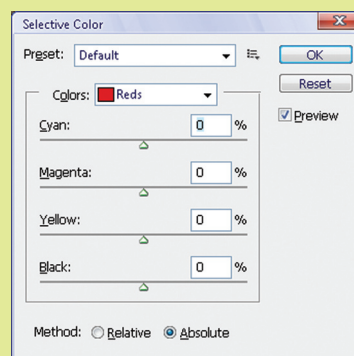 Selective Color
Preset: Default
OK
Reset
Preview
Colors: Reds
Cyan: 0 %
Magenta: 0 %
Yellow: 0 %
Black: 0 %
Method: Relative Absolute